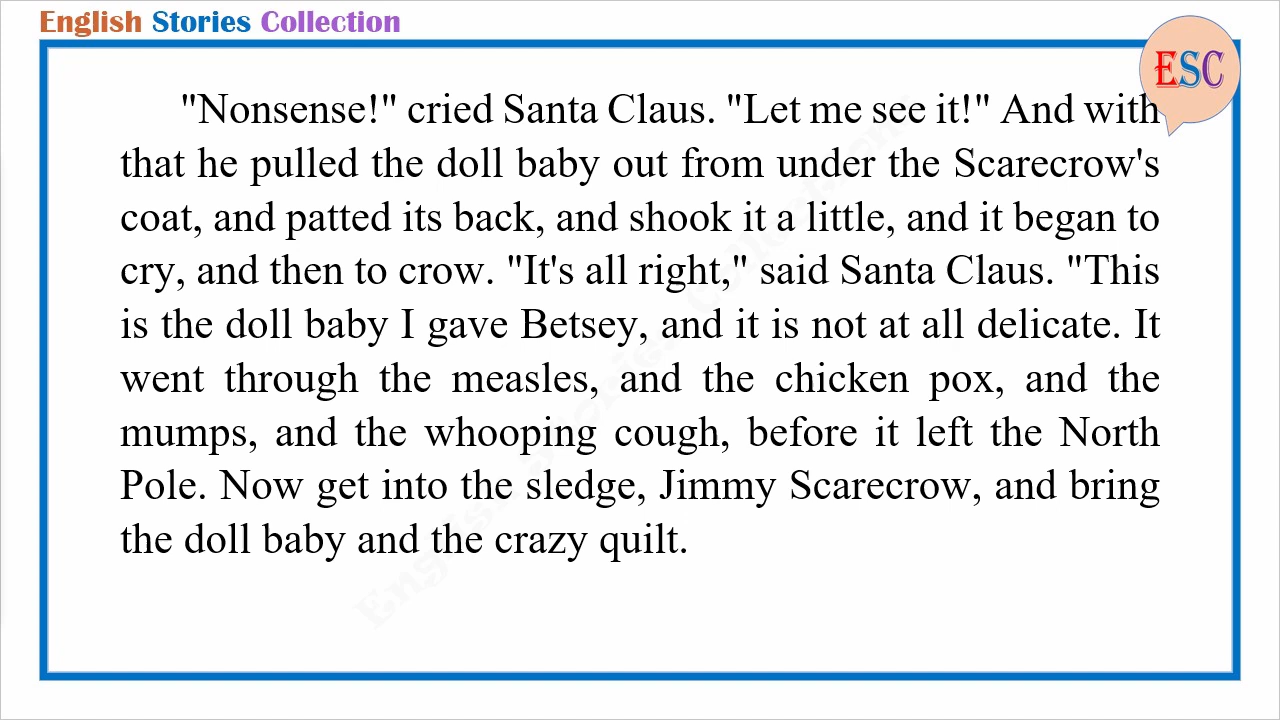 English Stories Collection
ESC
"Nonsense!" cried Santa Claus. "Let me see it!" And with
that he pulled the doll baby out from under the Scarecrow's
coat, and patted its back, and shook it a little, and it began to
cry, and then to crow. "It's all right," said Santa Claus. "This
is the doll baby I gave Betsey, and it is not at all delicate. It
went through the measles, and the chicken pox, and the
mumps, and the whooping cough, before it left the North
Pole. Now get into the sledge, Jimmy Scarecrow, and bring
the doll baby and the crazy quilt.
English Stories Collection